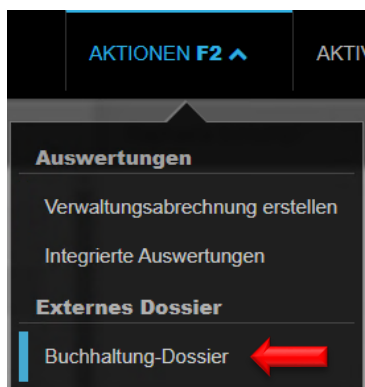 AKTIONEN F2 AKTIV
Auswertungen
Verwaltungsabrechnung erstellen
Integrierte Auswertungen
Externes Dossier
Buchhaltung-Dossier